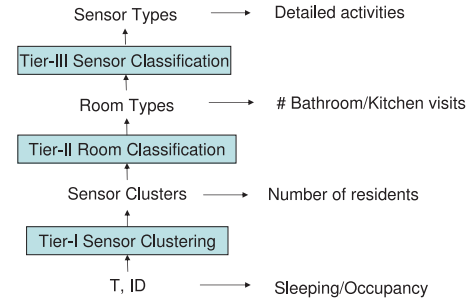 Sensor Types Detailed activities
Tier-III Sensor Classification
Room Types # Bathroom/Kitchen visits
Tier-II Room Classification
Sensor Clusters Number of residents
Tier-I Sensor Clustering
T, ID Sleeping/Occupancy